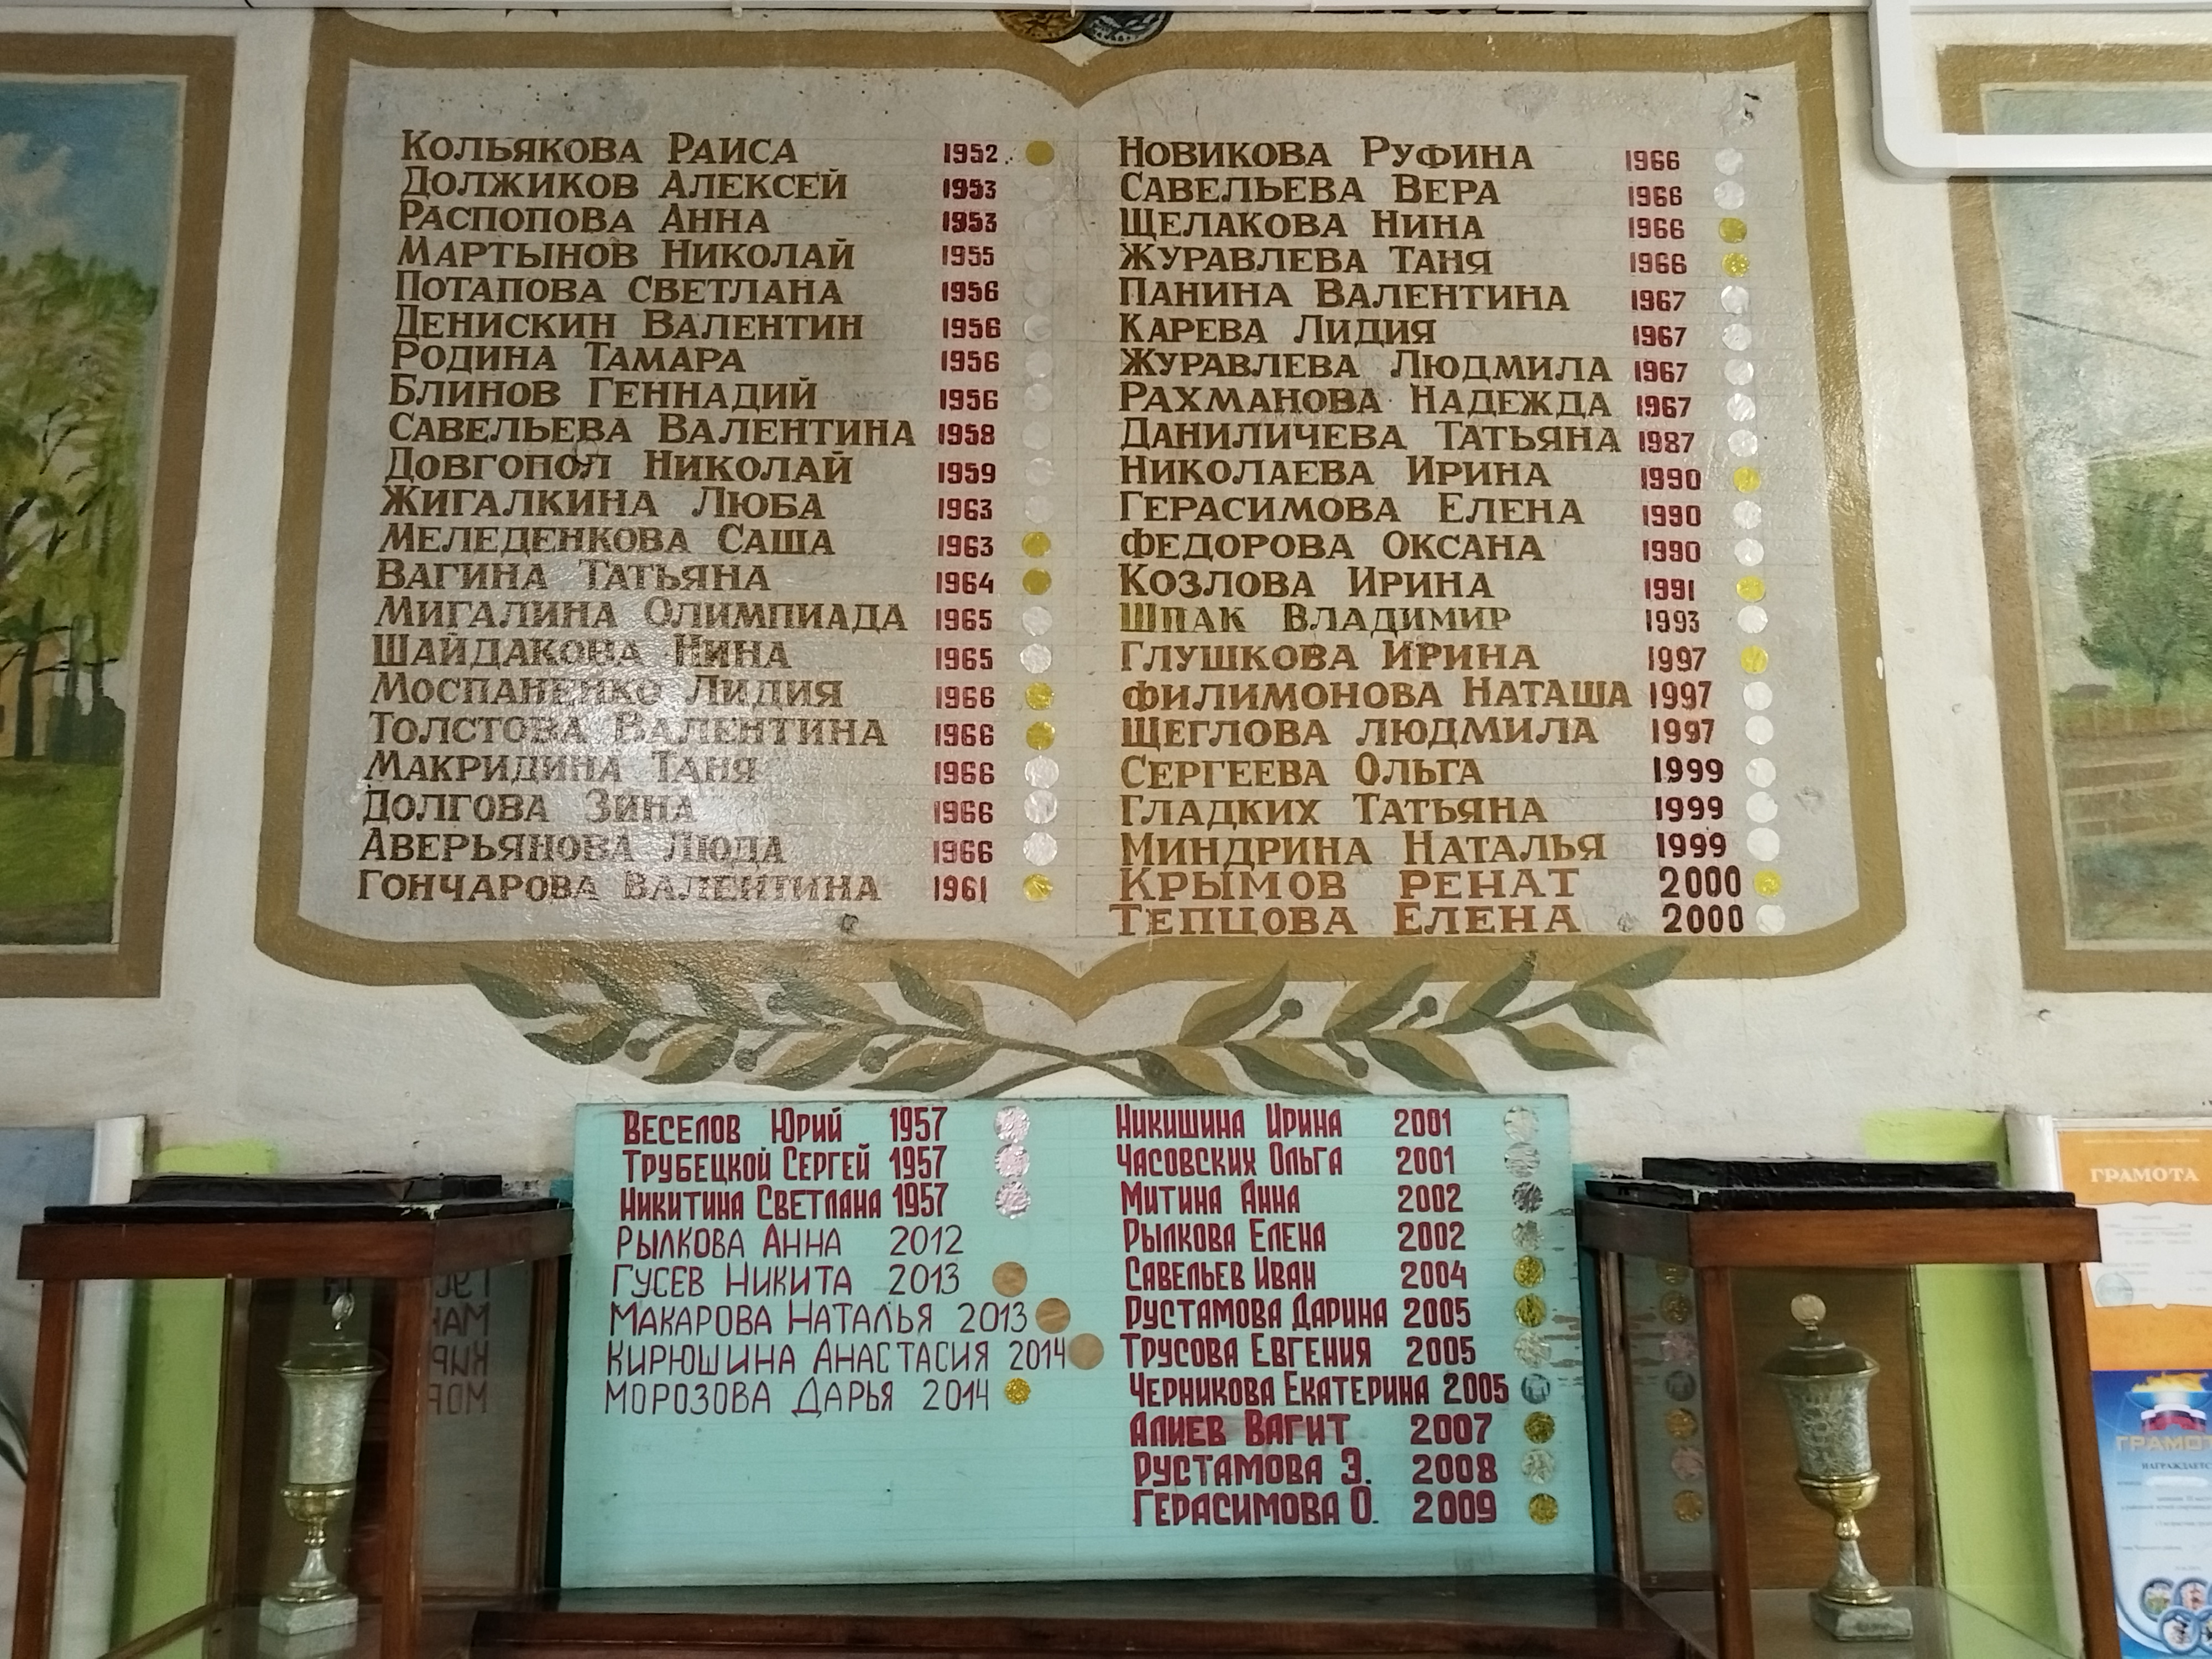 Кольякова Раиса 1952
Должиков Алексей 1953
Распопова Анна 1953
Мартынов Николай 1955
Потапова Светлана 1956
Денискин Валентин 1956
Родина Тамара 1956
Блинов Геннадий 1956
Савельева Валентина 1958
Довгопол Николай 1959
Жигалкина Люба 1963
Меледенкова Саша 1963
Вагина Татьяна 1964
Мигалина Олимпиада 1965
Шайдакова Нина 1965
Моспаненко Лидия 1966
Толстова Валентина 1966
Макридина Таня 1966
Долгова Зина 1966
Аверьянова Люда 1966
Гончарова Валентина 1961
Новикова Руфина 1966
Савельева Вера 1966
Щелакова Нина 1966
Журавлева Таня 1966
Панина Валентина 1967
Карева Лидия 1967
Журавлева Людмила 1967
Рахманова Надежда 1967
Даниличева Татьяна 1987
Николаева Ирина 1990
Герасимова Елена 1990
Федорова Оксана 1990
Козлова Ирина 1991
Шпак Владимир 1993
Глушкова Ирина 1997
Филимонова Наташа 1997
Щеглова Людмила 1997
Сергеева Ольга 1999
Гладких Татьяна 1999
Миндрина Наталья 1999
Крымов Ренат 2000
Тепцова Елена 2000
Веселов Юрий 1957
Трубецкой Сергей 1957
Никитина Светлана 1957
Рылкова Анна 2012
Гусев Никита 2013
Макарова Наталья 2013
Кирюшина Анастасия 2014
Морозова Дарья 2014
Никишина Ирина 2001
Часовских Ольга 2001
Митина Анна 2002
Рылкова Елена 2002
Савельев Иван 2004
Рустамова Дарина 2005
Трусова Евгения 2005
Черникова Екатерина 2005
Алиев Вагит 2007
Рустамова Э. 2008
Герасимова О. 2009
ГРАМОТА